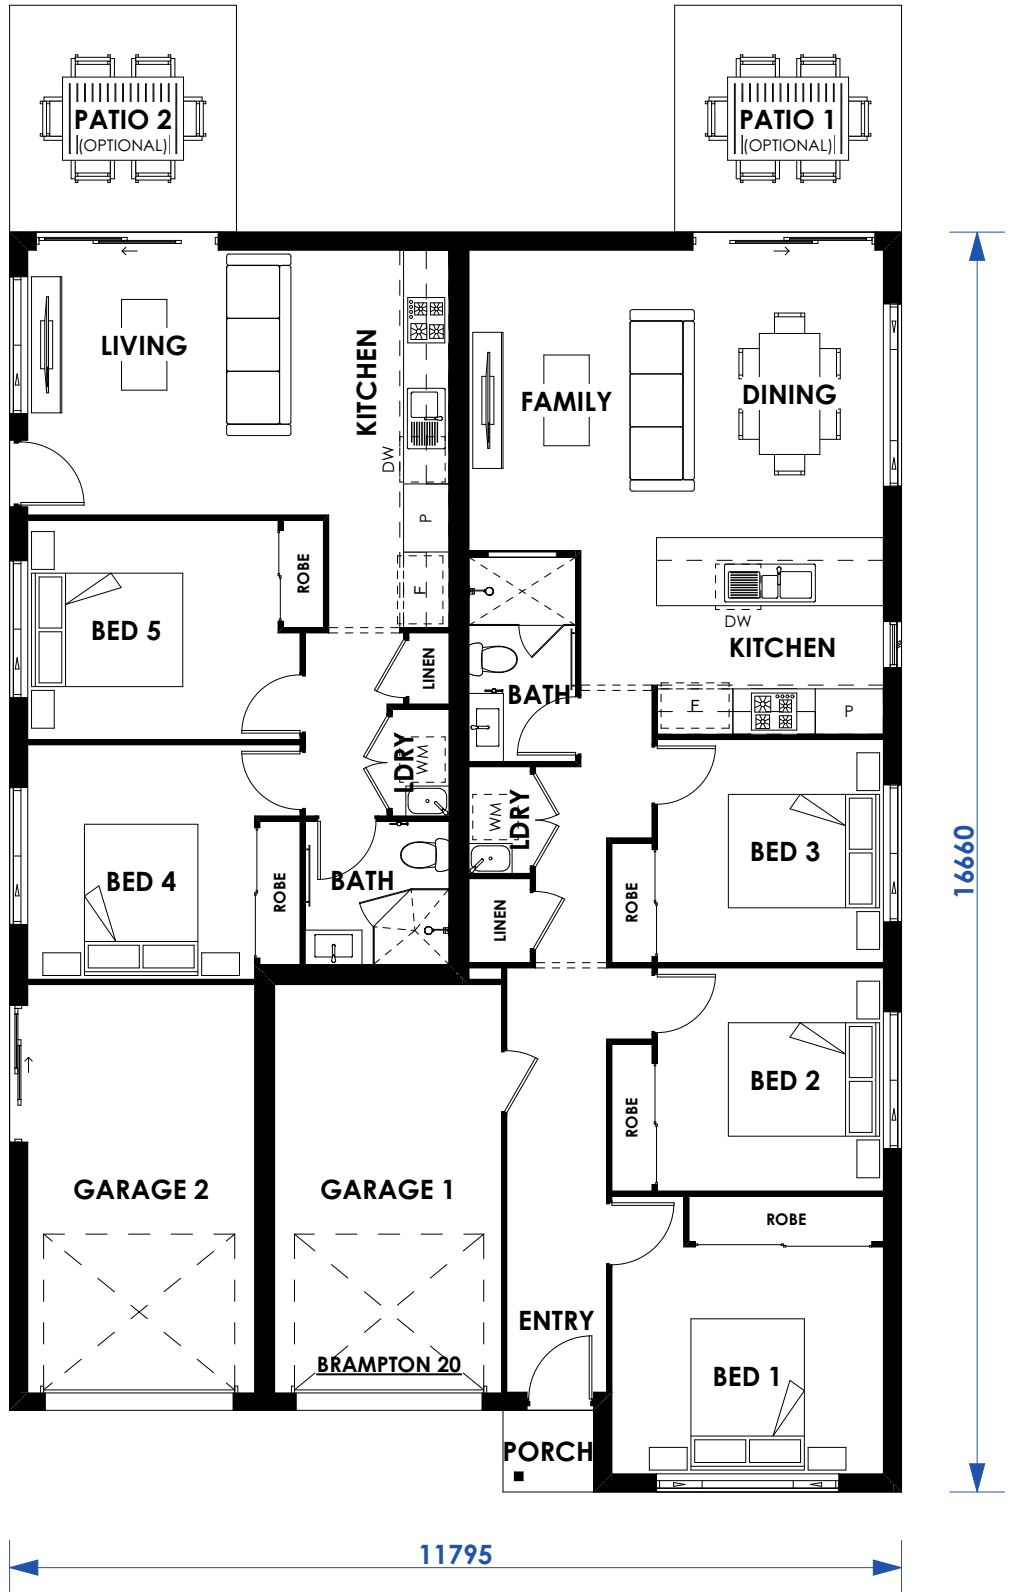 PATIO 2
(OPTIONAL)
PATIO 1
(OPTIONAL)
LIVING
KITCHEN
FAMILY
DINING
DW
P
F
ROBE
BED 5
DW
KITCHEN
LINEN
BATH
F
P
LDRY
WM
WM
LDRY
BED 3
BED 4
ROBE
BATH
ROBE
LINEN
16660
BED 2
ROBE
GARAGE 2
GARAGE 1
ROBE
ENTRY
BRAMPTON 20
BED 1
PORCH
11795